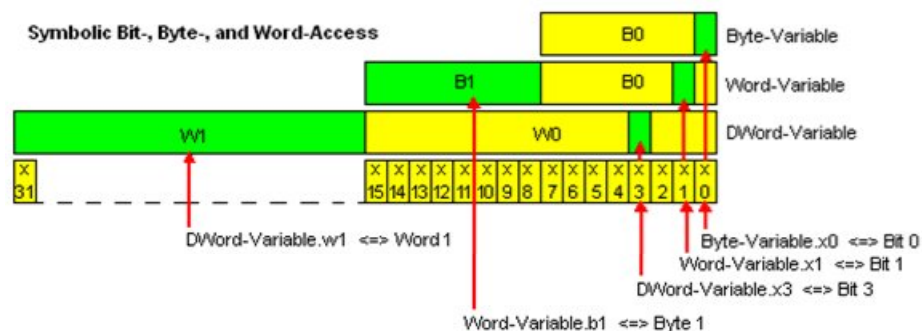 Symbolic Bit-, Byte-, and Word-Access
B0 Byte-Variable
B1 B0 Word-Variable
W1 W0 DWord-Variable
X X X X X X X X X X X X X X X X X
31 15 14 13 12 11 10 9 8 7 6 5 4 3 2 1 0
DWord-Variable.w1 <=> Word 1
Byte-Variable.x0 <=> Bit 0
Word-Variable.x1 <=> Bit 1
DWord-Variable.x3 <=> Bit 3
Word-Variable.b1 <=> Byte 1